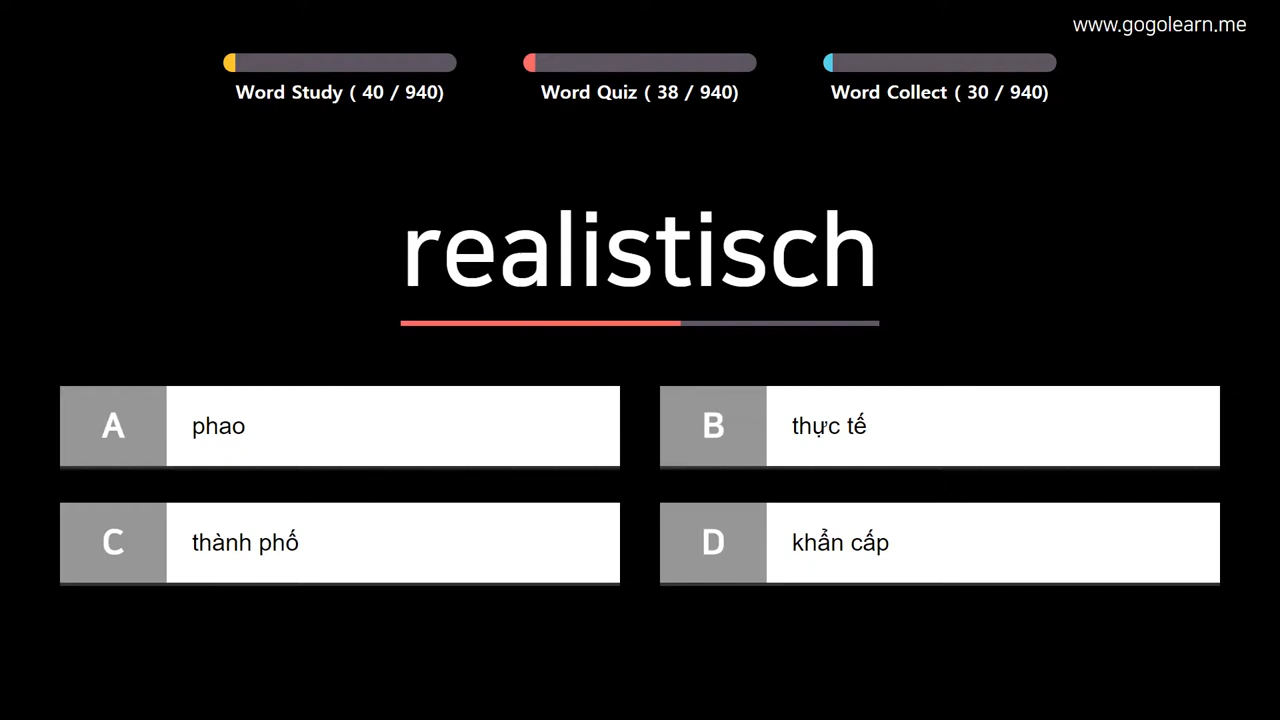 www.gogolearn.me
Word Study ( 40 / 940)
Word Quiz ( 38 / 940)
Word Collect ( 30 / 940)
realistisch
A phao
B thực tế
C thành phố
D khẩn cấp